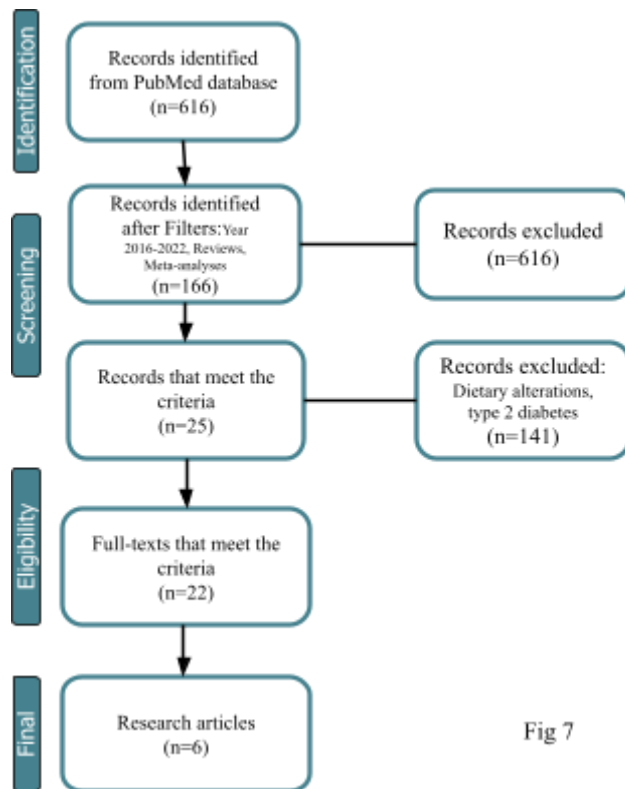 Identification
Records identified
from PubMed database
(n=616)
Screening
Records identified
after Filters:Year
2016-2022, Reviews,
Meta-analyses
(n=166)
Records excluded
(n=616)
Records that meet the
criteria
(n=25)
Records excluded:
Dietary alterations,
type 2 diabetes
(n=141)
Eligibility
Full-texts that meet the
criteria
(n=22)
Final
Research articles
(n=6)
Fig 7